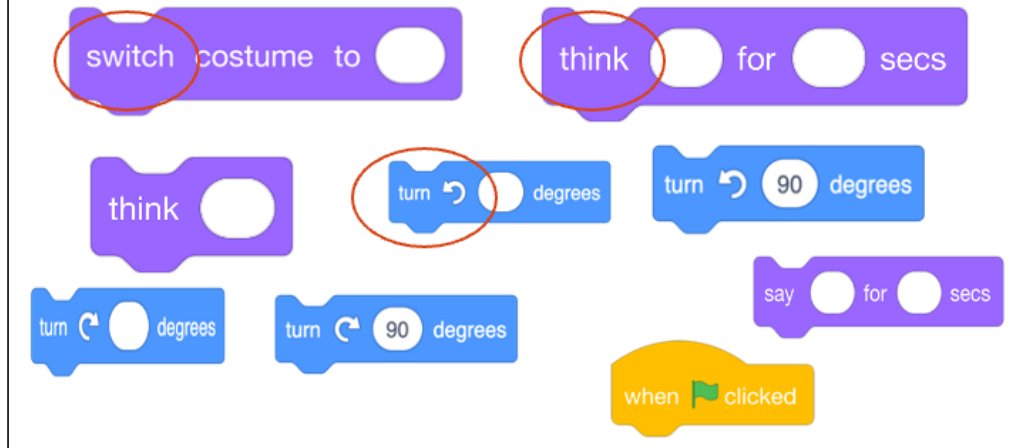 switch costume to
think for secs
think
turn degrees
turn 90 degrees
say for secs
turn degrees
turn 90 degrees
when clicked